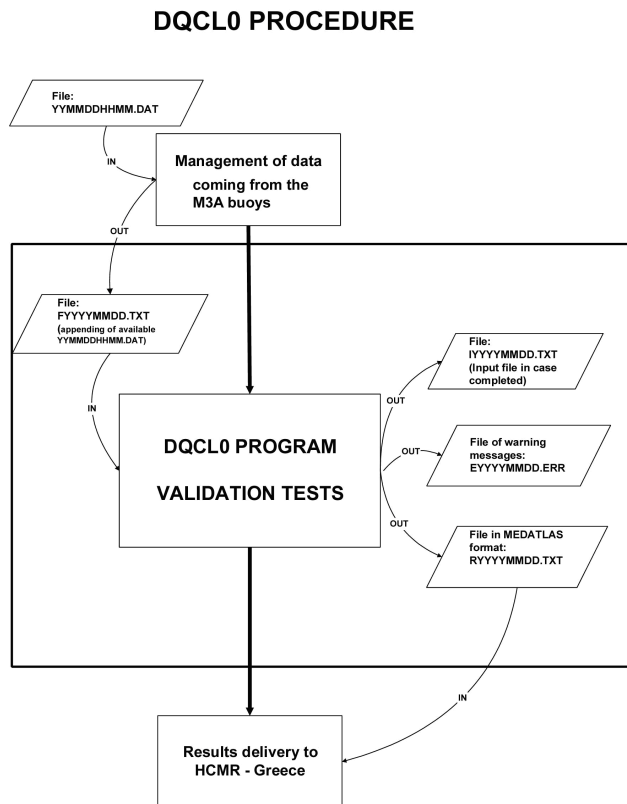 DQCL0 PROCEDURE
File:
YYMMDDHHMM.DAT
IN
Management of data
coming from the
M3A buoys
OUT
File:
FYYYYMMDD.TXT
(appending of available
YYMMDDHHMM.DAT)
IN
DQCL0 PROGRAM
VALIDATION TESTS
OUT
File:
IYYYYMMDD.TXT
(Input file in case
completed)
OUT
File of warning
messages:
EYYYYMMDD.ERR
OUT
File in MEDATLAS
format:
RYYYYMMDD.TXT
IN
Results delivery to
HCMR - Greece